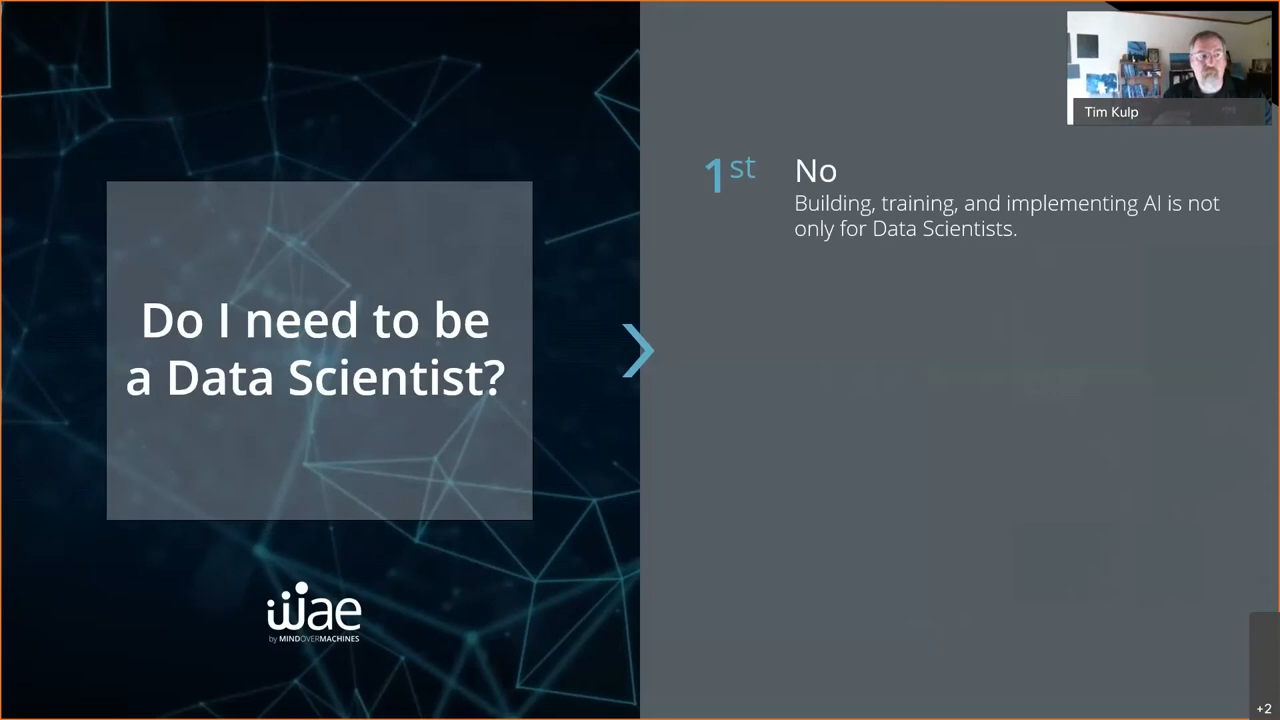 Do I need to be
a Data Scientist?
wae
by MINDOVERMACHINES
1st
No
Building, training, and implementing AI is not
only for Data Scientists.
Tim Kulp
+2